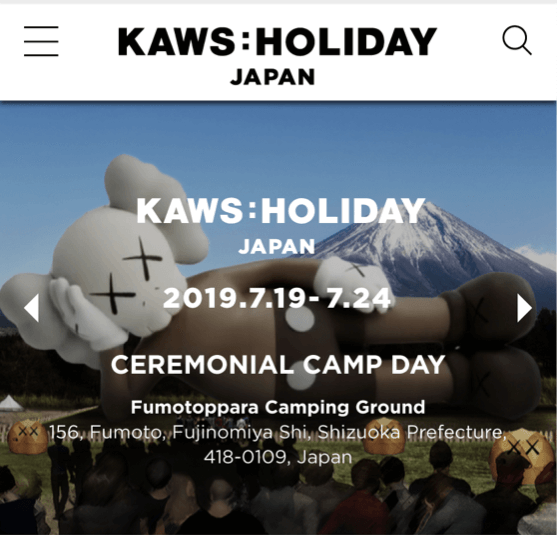 KAWS:HOLIDAY
JAPAN
KAWS:HOLIDAY
JAPAN
2019.7.19-7.24
CEREMONIAL CAMP DAY
Fumotoppara Camping Ground
156, Fumoto, Fujinomiya Shi, Shizuoka Prefecture,
418-0109, Japan